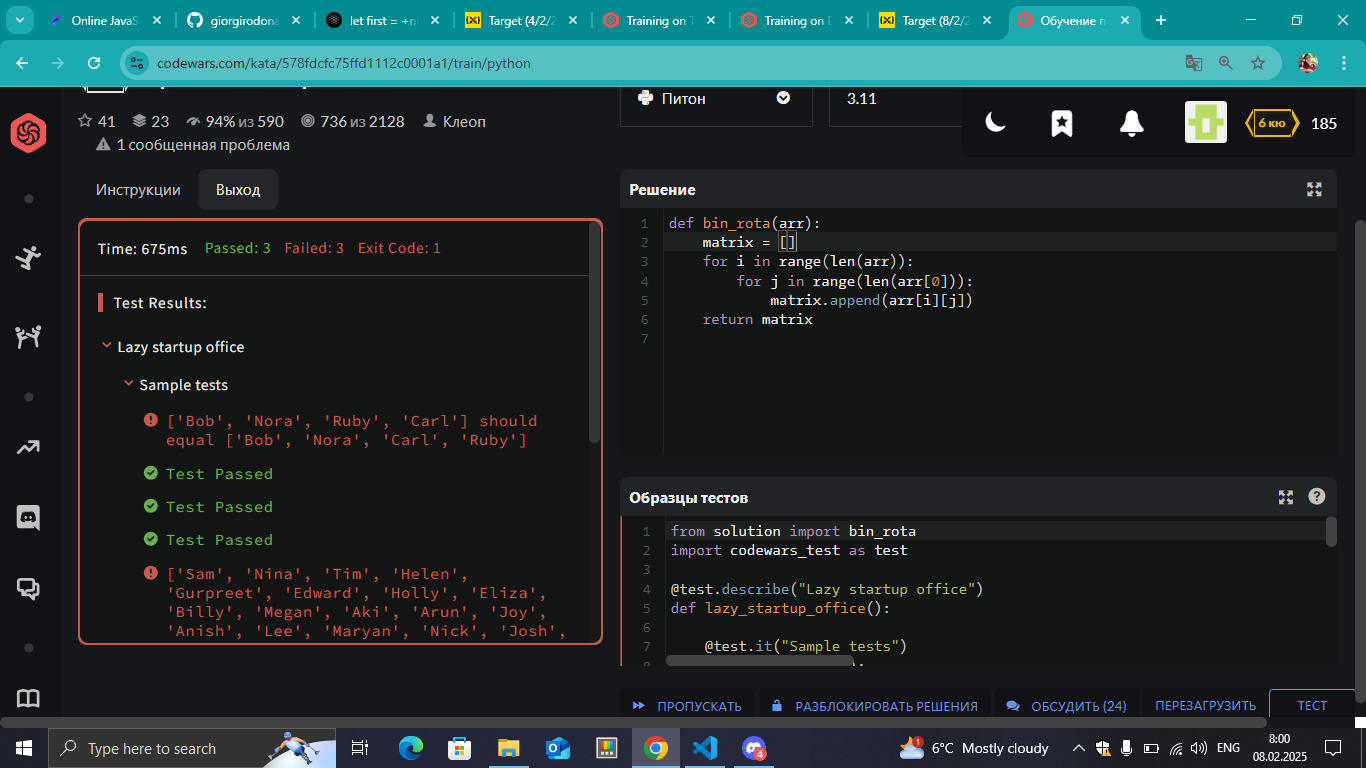 Online JavaS
giorgirodona
let first = +n
Target (4/2/2
Training on T
Training on D
Target (8/2/2
Обучение п
codewars.com/kata/578fdcfc75ffd1112c0001a1/train/python
41 23 94% из 590 736 из 2128 Клеоп
1 сообщенная проблема
Питон
3.11
6 кю 185
Инструкции Выход
Time: 675ms Passed: 3 Failed: 3 Exit Code: 1
Test Results:
Lazy startup office
Sample tests
['Bob', 'Nora', 'Ruby', 'Carl'] should
equal ['Bob', 'Nora', 'Carl', 'Ruby']
Test Passed
Test Passed
Test Passed
['Sam', 'Nina', 'Tim', 'Helen',
'Gurpreet', 'Edward', 'Holly', 'Eliza',
'Billy', 'Megan', 'Aki', 'Arun', 'Joy',
'Anish', 'Lee', 'Maryan', 'Nick', 'Josh',
Решение
1 def bin_rota(arr):
2 matrix = []
3 for i in range(len(arr)):
4 for j in range(len(arr[0])):
5 matrix.append(arr[i][j])
6 return matrix
7
Образцы тестов
1 from solution import bin_rota
2 import codewars_test as test
3
4 @test.describe("Lazy startup office")
5 def lazy_startup_office():
6
7 @test.it("Sample tests")
ПРОПУСКАТЬ РАЗБЛОКИРОВАТЬ РЕШЕНИЯ ОБСУДИТЬ (24) ПЕРЕЗАГРУЗИТЬ ТЕСТ
Type here to search
4
6°C Mostly cloudy
ENG
8:00
08.02.2025